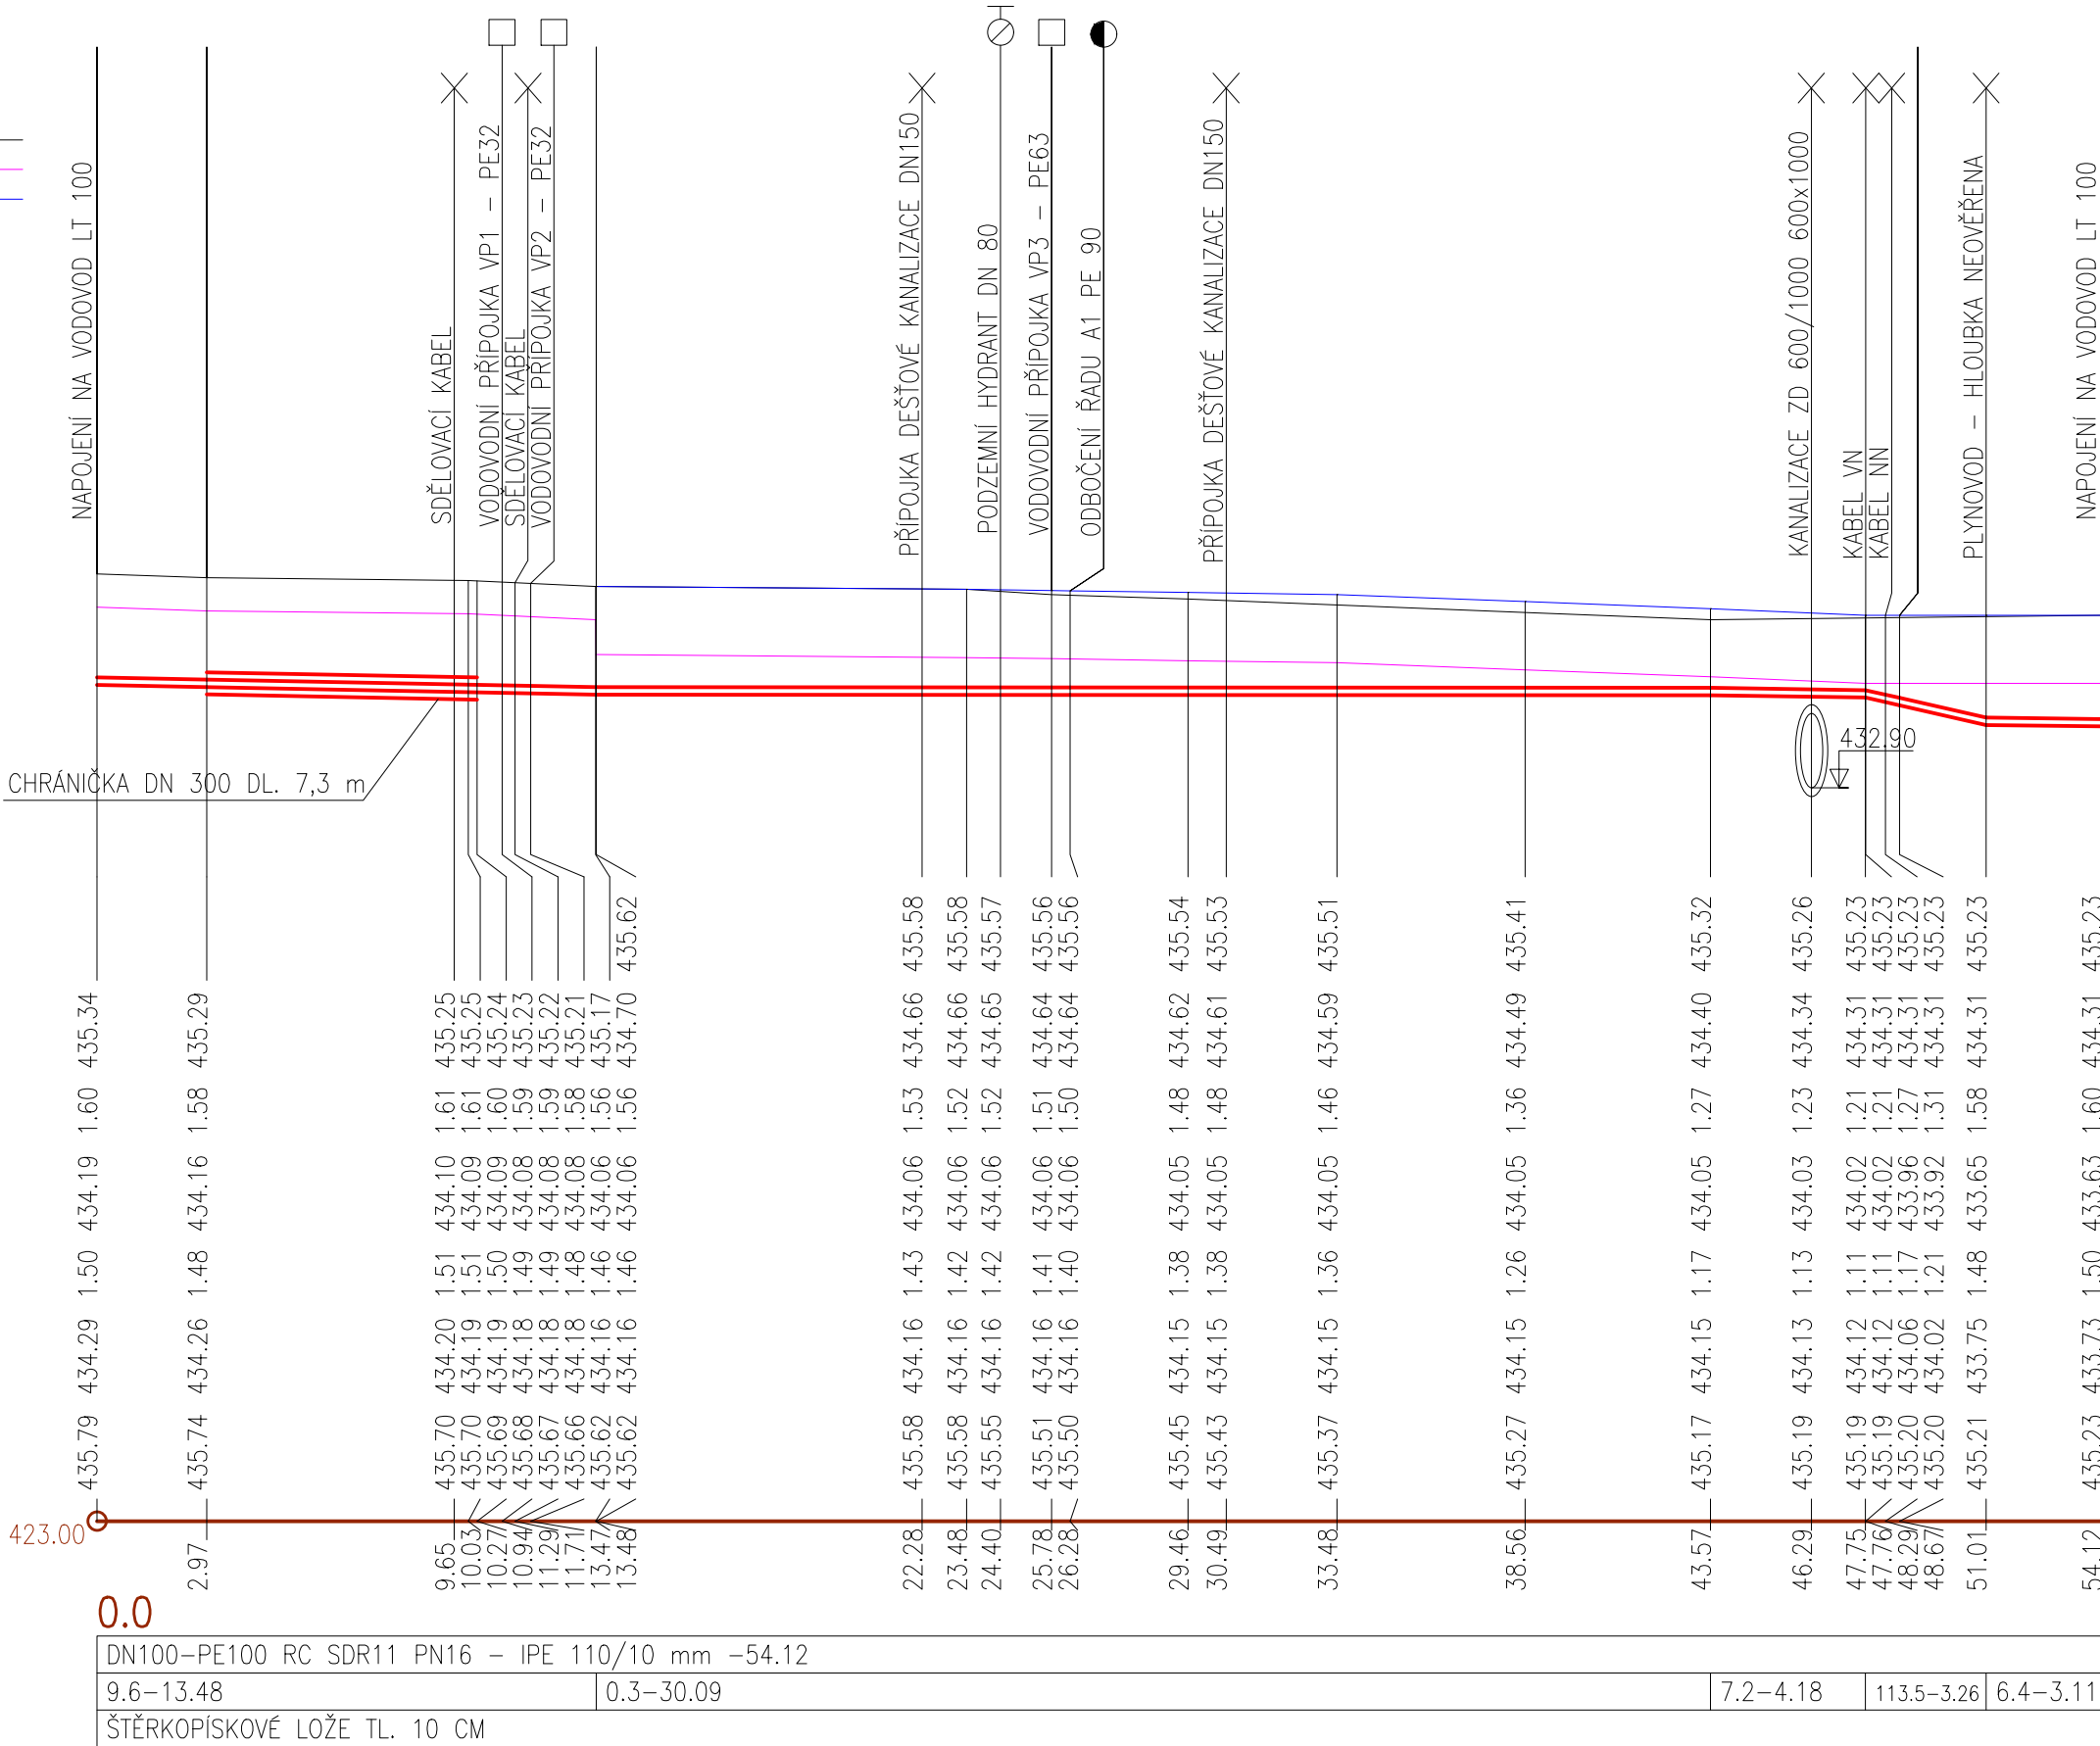 NAPOJENÍ NA VODOVOD LT 100
SDĚLOVACÍ KABEL
VODOVODNÍ PŘÍPOJKA VP1 - PE32
SDĚLOVACÍ KABEL
VODOVODNÍ PŘÍPOJKA VP2 - PE32
PŘÍPOJKA DEŠŤOVÉ KANALIZACE DN150
PODZEMNÍ HYDRANT DN 80
VODOVODNÍ PŘÍPOJKA VP3 - PE63
ODBOČENÍ ŘADU A1 PE 90
PŘÍPOJKA DEŠŤOVÉ KANALIZACE DN150
KANALIZACE ZD 600/1000 600x1000
KABEL VN
KABEL NN
PLYNOVOD - HLOUBKA NEOVĚŘENA
NAPOJENÍ NA VODOVOD LT 100
432.90
CHRÁNIČKA DN 300 DL. 7,3 m
435.62 435.58 435.58 435.57 435.56 435.56 435.54 435.53 435.51 435.41 435.32 435.26 435.23 435.23 435.23 435.23 435.23 435.23
435.34 435.29 435.25 435.25 435.24 435.23 435.22 435.21 435.17 434.70 434.66 434.66 434.65 434.64 434.64 434.62 434.61 434.59 434.49 434.40 434.34 434.31 434.31 434.31 434.31 434.31 434.31
1.60 1.58 1.61 1.61 1.60 1.59 1.59 1.58 1.56 1.56 1.53 1.52 1.52 1.51 1.50 1.48 1.48 1.46 1.36 1.27 1.23 1.21 1.21 1.27 1.31 1.58 1.60
434.19 434.16 434.10 434.09 434.09 434.08 434.08 434.08 434.06 434.06 434.06 434.06 434.06 434.06 434.06 434.05 434.05 434.05 434.05 434.05 434.03 434.02 434.02 433.96 433.92 433.65 433.63
1.50 1.48 1.51 1.51 1.50 1.49 1.49 1.48 1.46 1.46 1.43 1.42 1.42 1.41 1.40 1.38 1.38 1.36 1.26 1.17 1.13 1.11 1.11 1.17 1.21 1.48 1.50
434.29 434.26 434.20 434.19 434.19 434.18 434.18 434.18 434.16 434.16 434.16 434.16 434.16 434.16 434.16 434.15 434.15 434.15 434.15 434.15 434.13 434.12 434.12 434.06 434.02 433.75 433.73
435.79 435.74 435.70 435.70 435.69 435.68 435.67 435.66 435.62 435.62 435.58 435.58 435.55 435.51 435.50 435.45 435.43 435.37 435.27 435.17 435.19 435.19 435.19 435.20 435.20 435.21 435.23
423.00
2.97 9.65 10.03 10.27 10.94 11.29 11.71 13.47 13.48 22.28 23.48 24.40 25.78 26.28 29.46 30.49 33.48 38.56 43.57 46.29 47.75 47.76 48.29 48.67 51.01 54.12
0.0
DN100-PE100 RC SDR11 PN16 - IPE 110/10 mm -54.12
9.6-13.48 0.3-30.09 7.2-4.18 113.5-3.26 6.4-3.11
ŠTĚRKOPÍSKOVÉ LOŽE TL. 10 CM